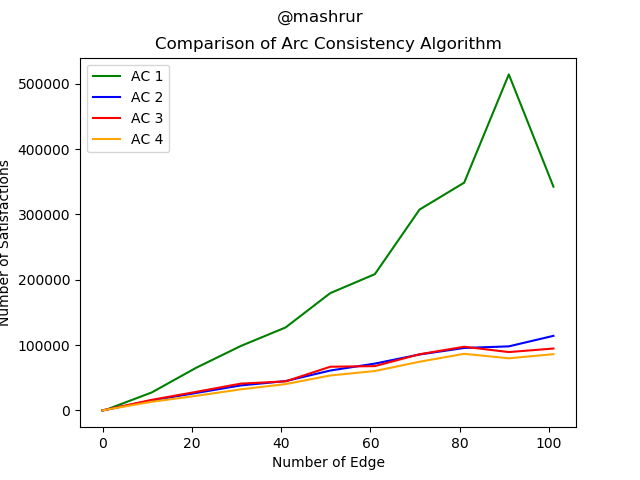 @mashrur
Comparison of Arc Consistency Algorithm
AC 1
AC 2
AC 3
AC 4
Number of Satisfactions
500000
400000
300000
200000
100000
0
0 20 40 60 80 100
Number of Edge